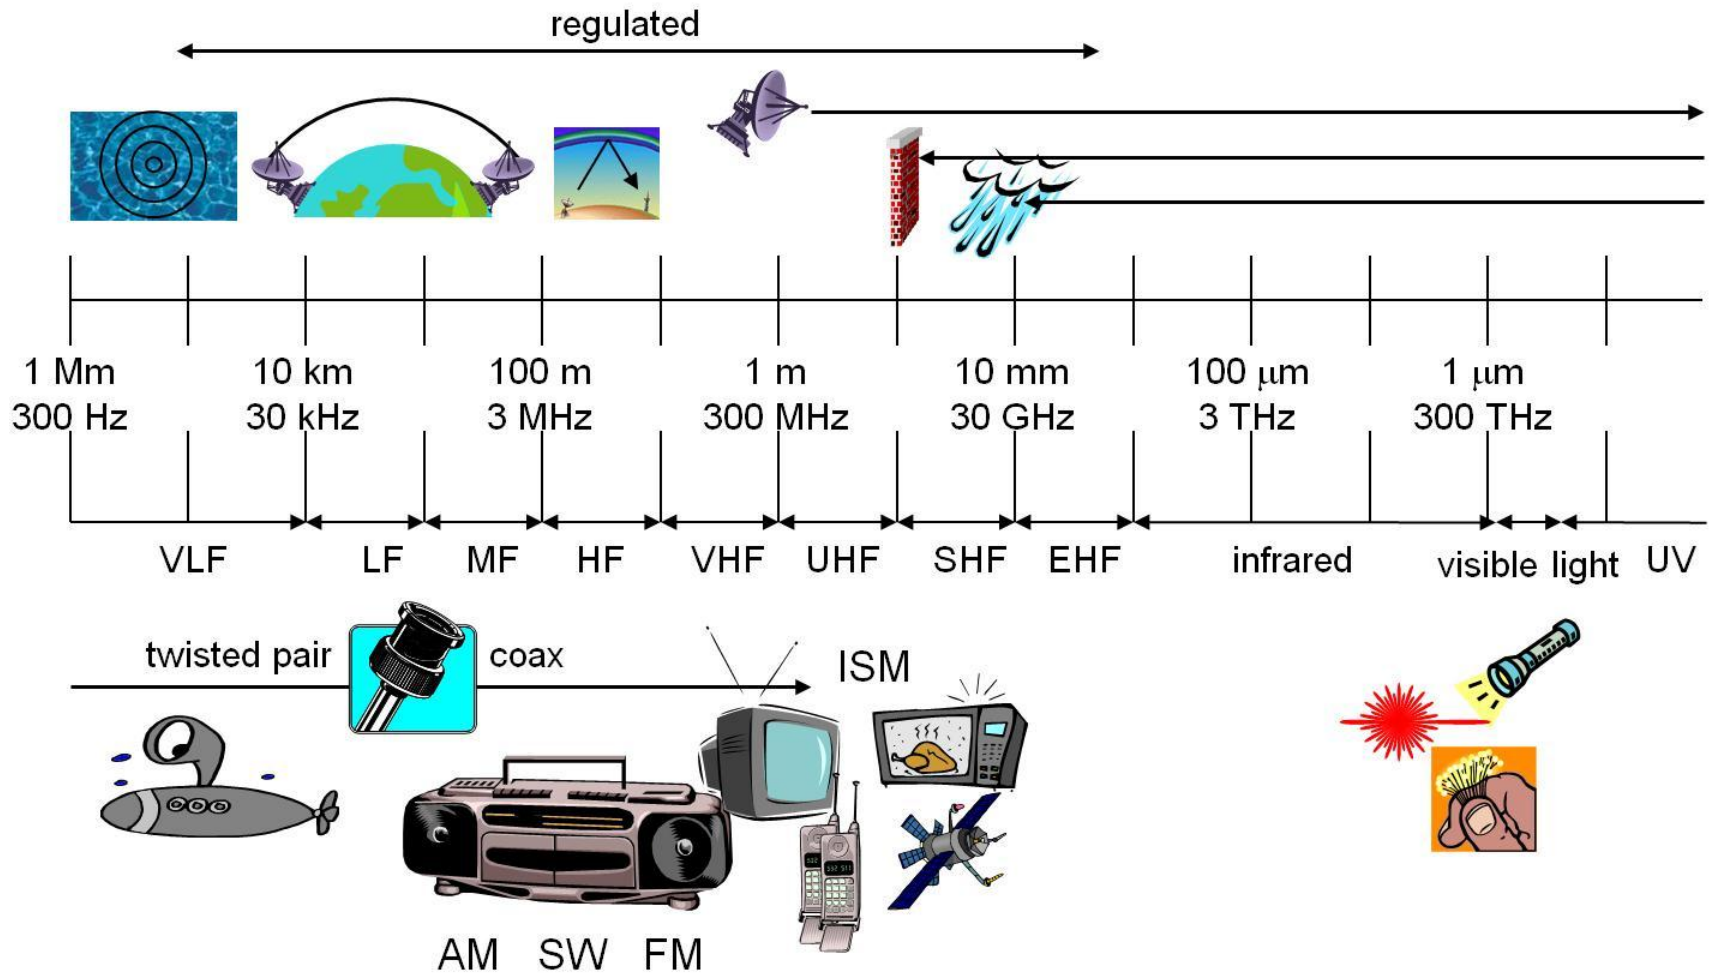 regulated
1 Mm 10 km 100 m 1 m 10 mm 100 μm 1 μm
300 Hz 30 kHz 3 MHz 300 MHz 30 GHz 3 THz 300 THz
VLF LF MF HF VHF UHF SHF EHF infrared visible light UV
twisted pair coax ISM
AM SW FM